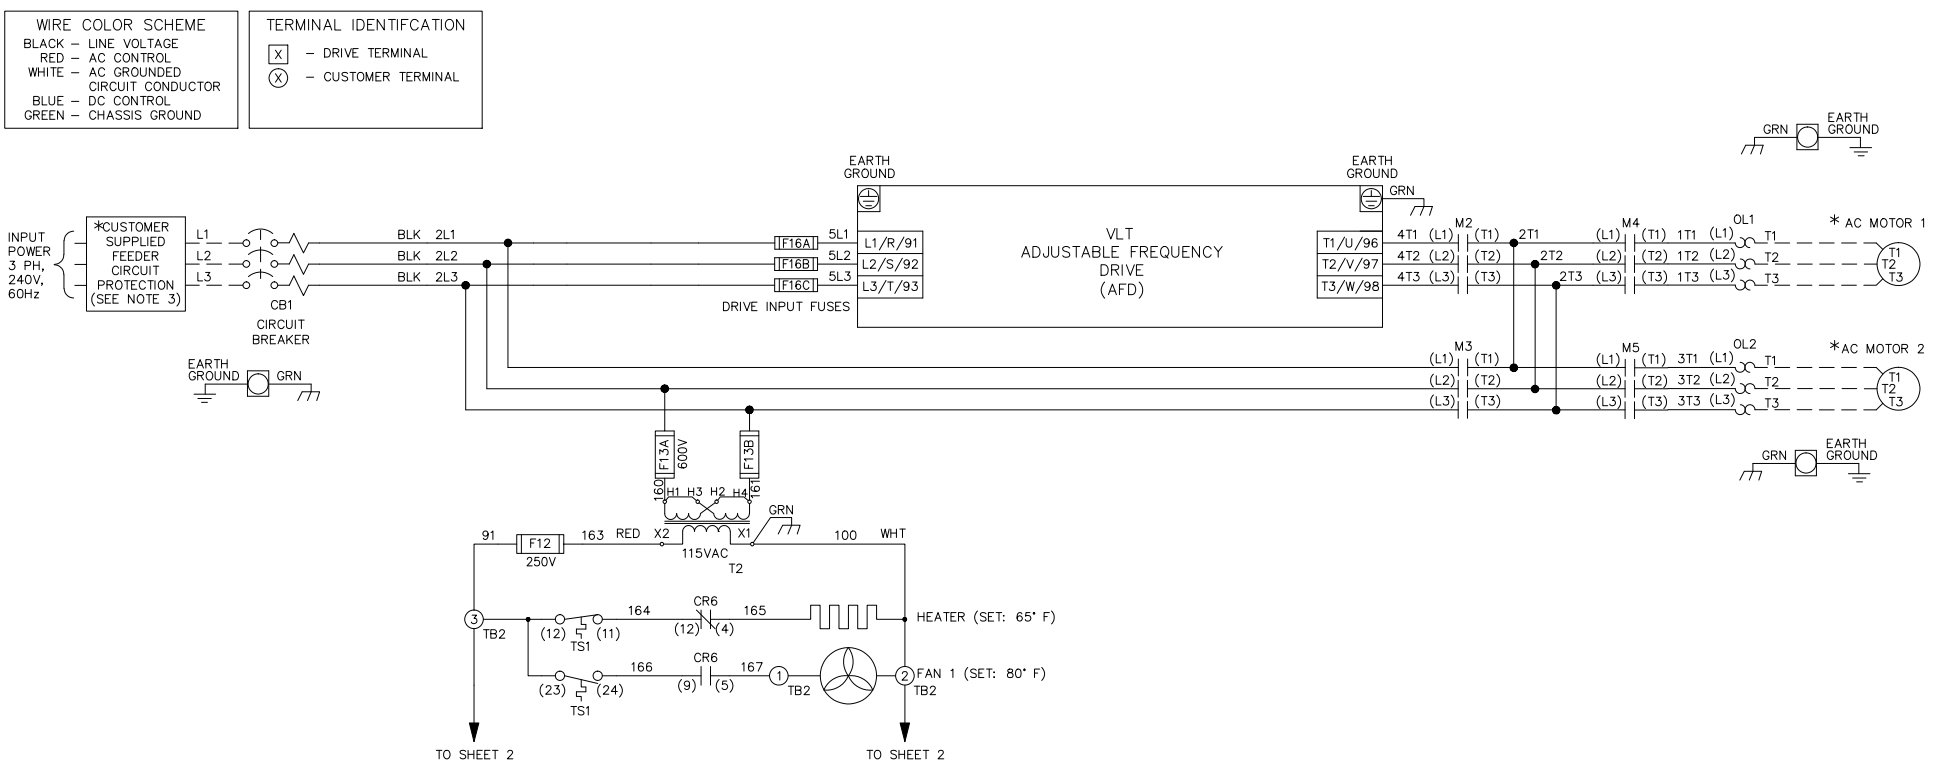 WIRE COLOR SCHEME
BLACK – LINE VOLTAGE
RED – AC CONTROL
WHITE – AC GROUNDED
CIRCUIT CONDUCTOR
BLUE – DC CONTROL
GREEN – CHASSIS GROUND
TERMINAL IDENTIFCATION
X – DRIVE TERMINAL
X – CUSTOMER TERMINAL
GRN
EARTH
GROUND
INPUT
POWER
3 PH,
240V,
60Hz
*CUSTOMER
SUPPLIED
FEEDER
CIRCUIT
PROTECTION
(SEE NOTE 3)
L1
L2
L3
CB1
CIRCUIT
BREAKER
BLK 2L1
BLK 2L2
BLK 2L3
F16A 5L1
F16B 5L2
F16C 5L3
DRIVE INPUT FUSES
EARTH
GROUND
L1/R/91
L2/S/92
L3/T/93
VLT
ADJUSTABLE FREQUENCY
DRIVE
(AFD)
EARTH
GROUND
GRN
T1/U/96
T2/V/97
T3/W/98
M2
4T1 (L1) (T1) 2T1
4T2 (L2) (T2) 2T2
4T3 (L3) (T3) 2T3
M4
(L1) (T1) 1T1 (L1)
(L2) (T2) 1T2 (L2)
(L3) (T3) 1T3 (L3)
OL1
T1
T2
T3
* AC MOTOR 1
T1
T2
T3
EARTH
GROUND
GRN
M3
(L1) (T1)
(L2) (T2)
(L3) (T3)
M5
(L1) (T1) 3T1 (L1)
(L2) (T2) 3T2 (L2)
(L3) (T3) 3T3 (L3)
OL2
T1
T2
T3
*AC MOTOR 2
T1
T2
T3
GRN
EARTH
GROUND
F13A
600V
F13B
160
H1 H3 H2 H4
161
GRN
91
F12
250V
163 RED X2
115VAC
X1
T2
100 WHT
3
TB2
(12) (11)
TS1
164
CR6
(12) (4)
165
HEATER (SET: 65° F)
(23) (24)
TS1
166
CR6
(9) (5)
167
1
TB2
2
TB2
FAN 1 (SET: 80° F)
TO SHEET 2
TO SHEET 2